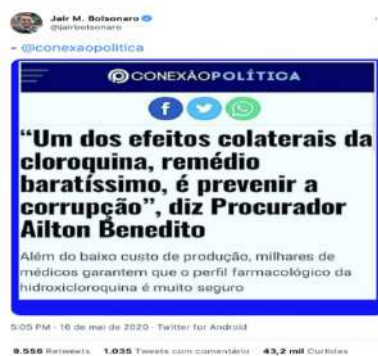 Jair M. Bolsonaro
@jairbolsonaro
- @conexaopolitica
CONEXÃOPOLÍTICA
“Um dos efeitos colaterais da
cloroquina, remédio
baratíssimo, é prevenir a
corrupção”, diz Procurador
Ailton Benedito
Além do baixo custo de produção, milhares de
médicos garantem que o perfil farmacológico da
hidroxicloroquina é muito seguro
5:05 PM · 16 de mai de 2020 · Twitter for Android
9.556 Retweets 1.035 Tweets com comentário 43,2 mil Curtidas